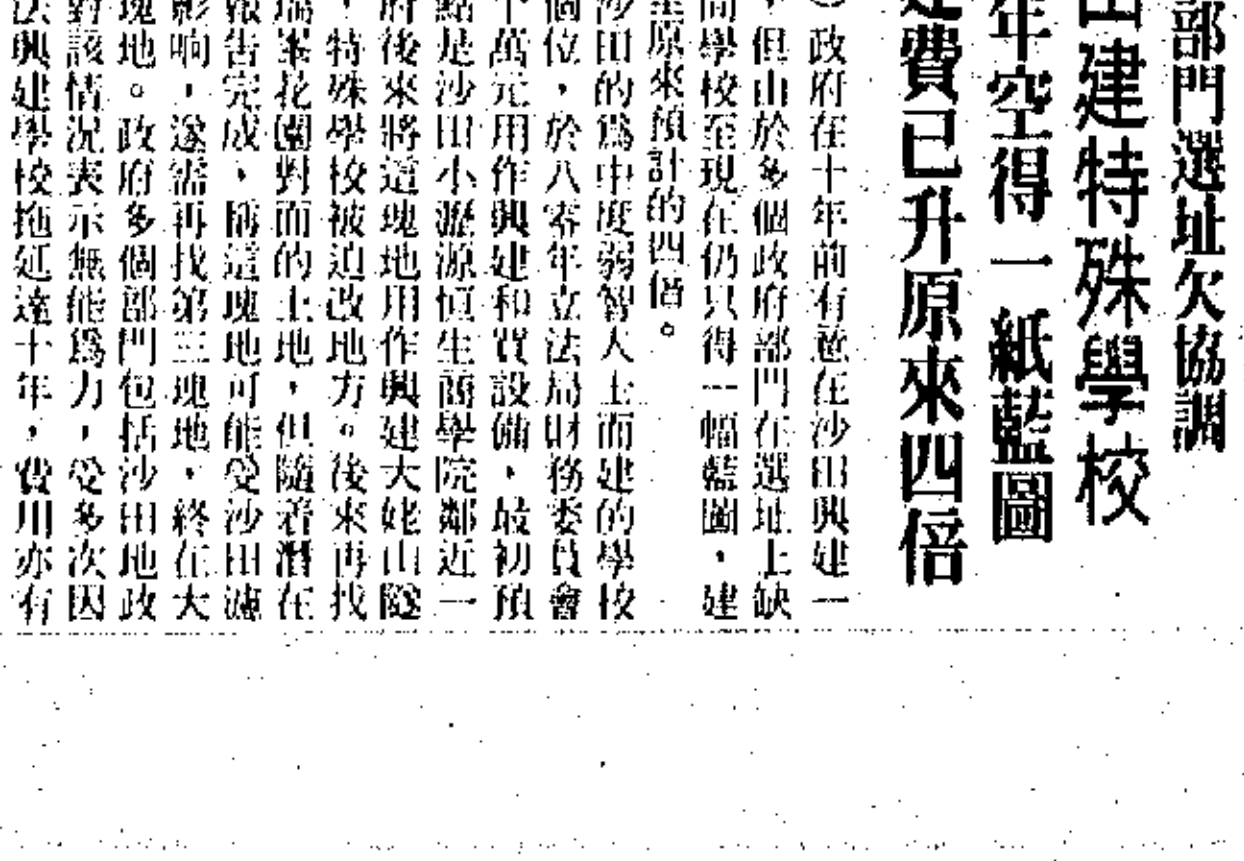 部門選址欠協調
田建特殊學校
年空得一紙藍圖
建費已升原來四倍
）政府在十年前有意在沙田興建一
，但由於多個政府部門在選址上缺
間學校至現在仍只得一幅藍圖，建
至原來預計的四倍。
沙田的為中度弱智人士而建的學校
個位，於八零年立法局財務委員會
十萬元用作興建和買設備，最初預
點是沙田小瀝源恒生商學院鄰近一
府後來將這塊地用作興建大姥山隧
，特殊學校被迫改地方。後來再找
瑞峯花園對面的土地，但隨着潛在
報告完成，稱這塊地可能受沙田濾
影响，遂需再找第三塊地，終在大
塊地。政府多個部門包括沙田地政
對該情況表示無能爲力，受多次因
法興建學校拖延達十年，費用亦有